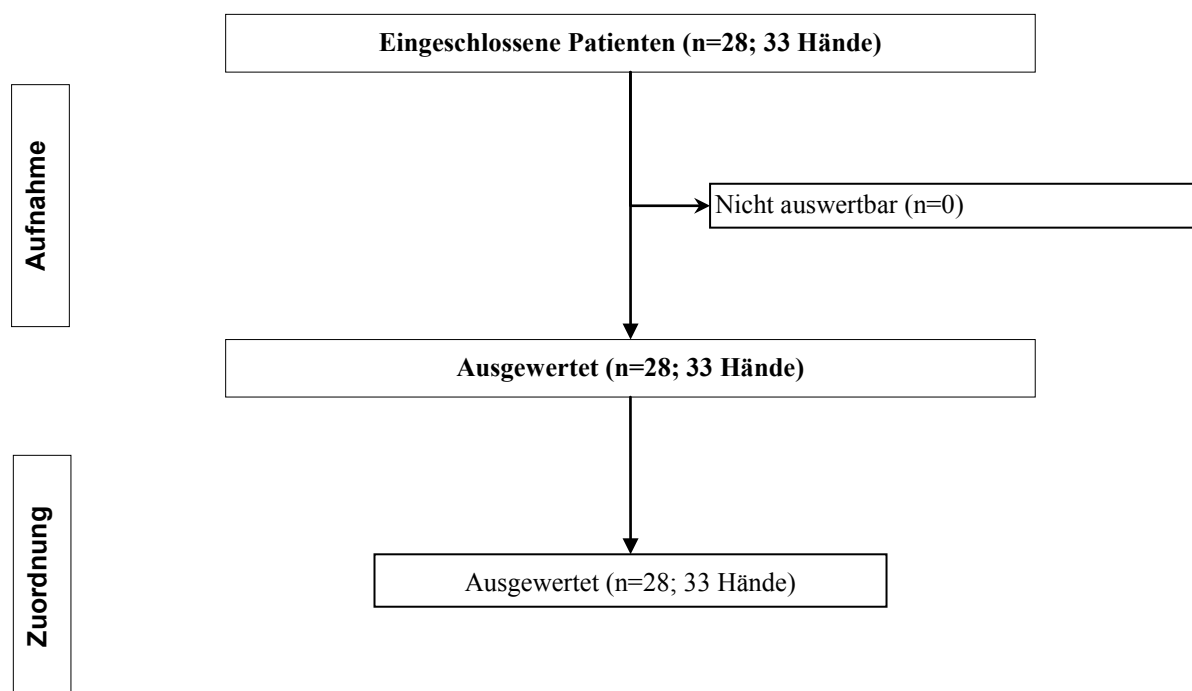 Eingeschlossene Patienten (n=28; 33 Hände)
Aufnahme
Nicht auswertbar (n=0)
Ausgewertet (n=28; 33 Hände)
Zuordnung
Ausgewertet (n=28; 33 Hände)